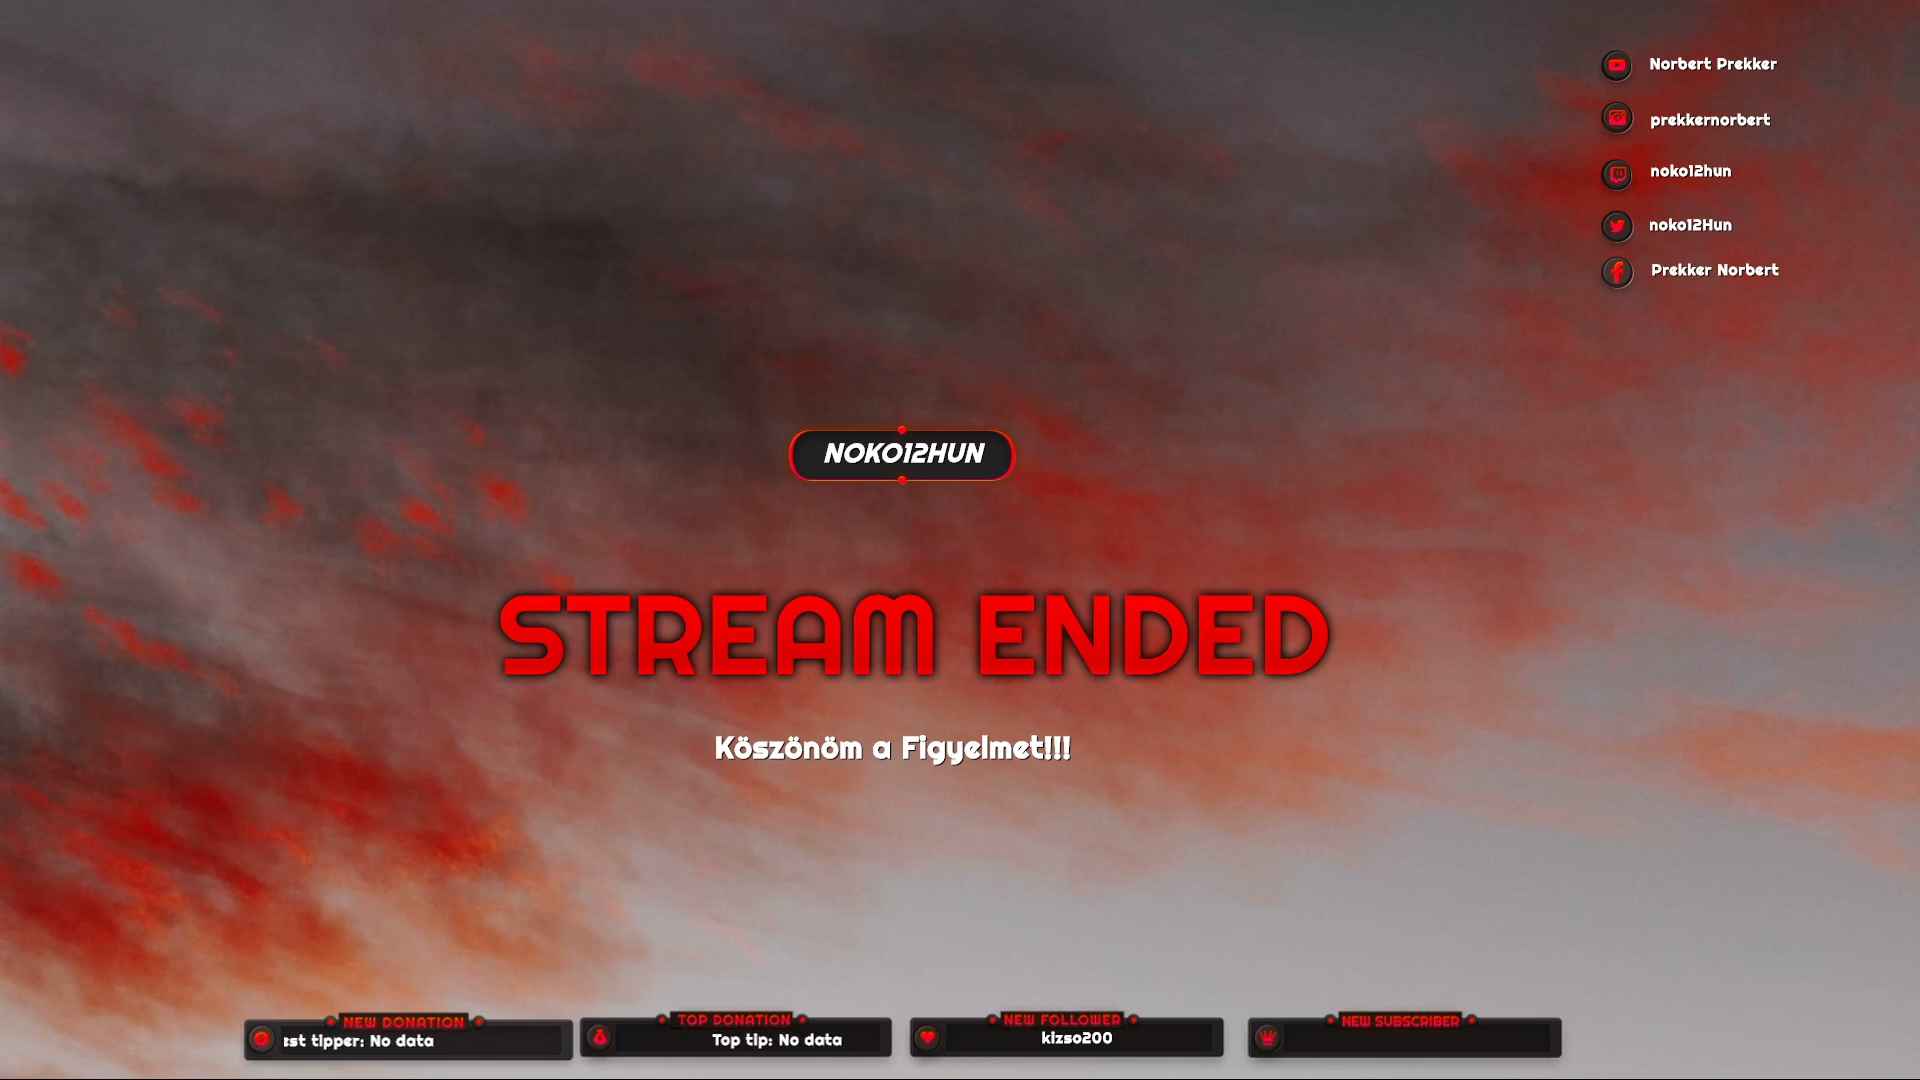 Norbert Prekker
prekkernorbert
noko12hun
noko12Hun
Prekker Norbert
NOKO12HUN
STREAM ENDED
Köszönöm a Figyelmet!!!
NEW DONATION
tipper: No data
TOP DONATION
Top tip: No data
NEW FOLLOWER
kizso200
NEW SUBSCRIBER